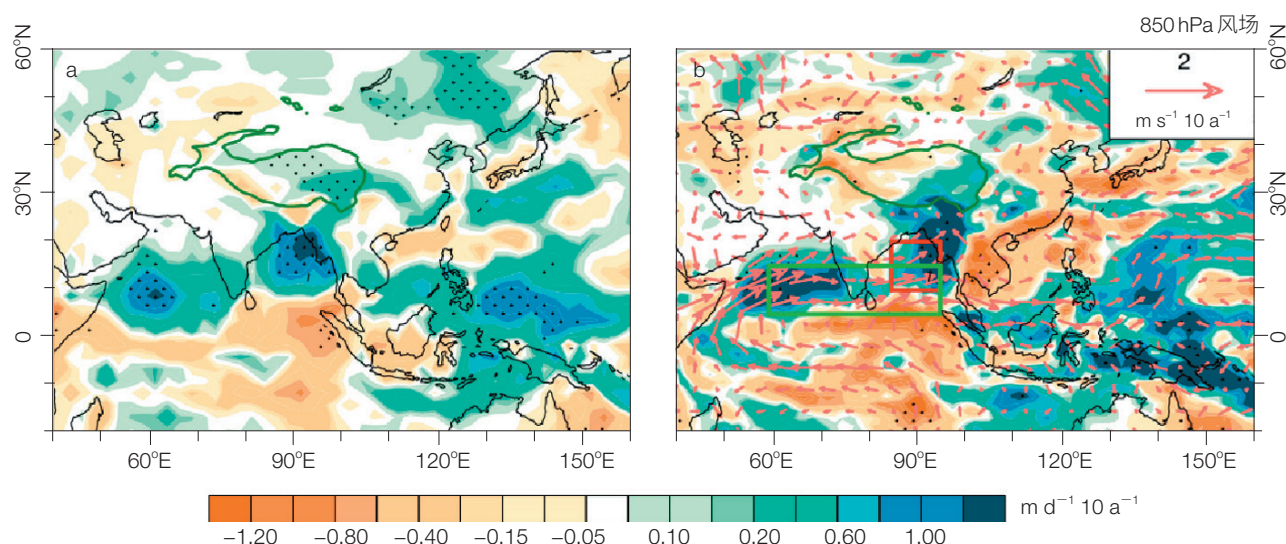 850 hPa 风场
a
b
2
m s⁻¹ 10 a⁻¹
60°N
30°N
0
60°N
30°N
0
60°E
90°E
120°E
150°E
60°E
90°E
120°E
150°E
m d⁻¹ 10 a⁻¹
−1.20
−0.80
−0.40
−0.15
−0.05
0.10
0.20
0.60
1.00